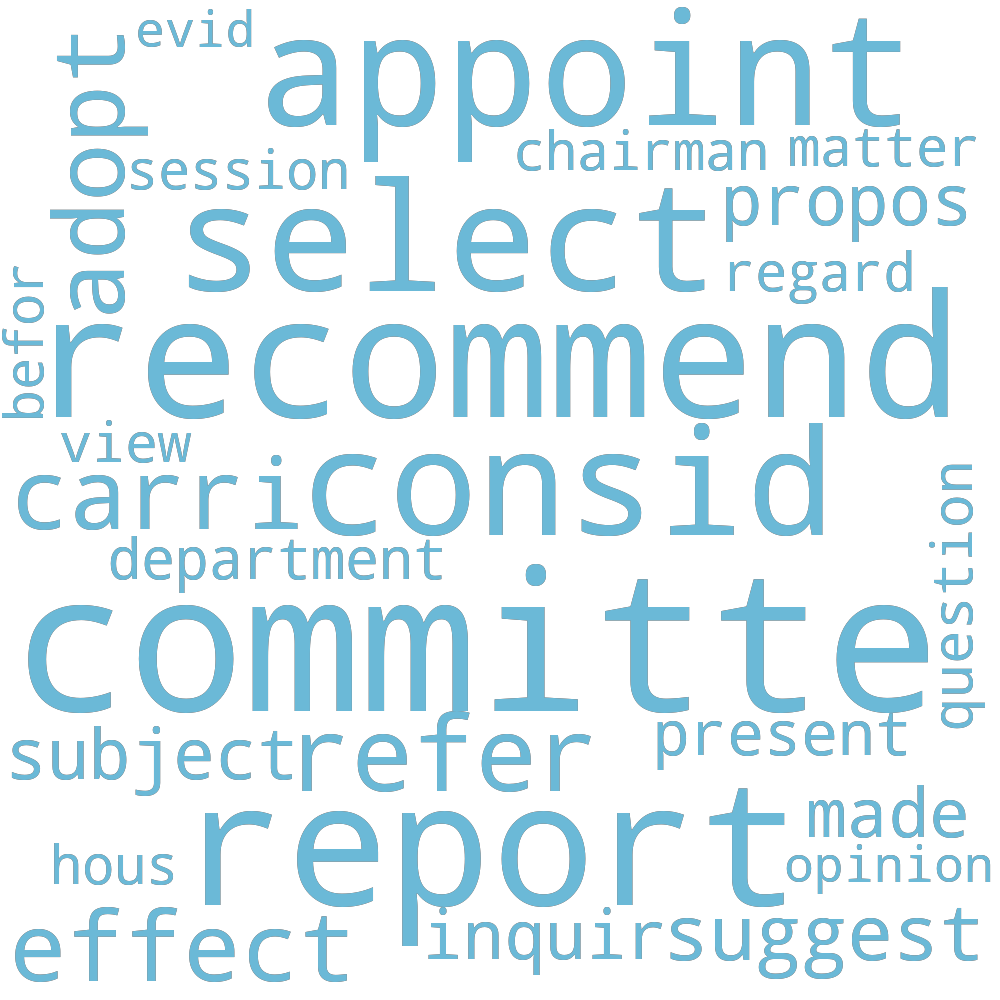 evid
appoint
adopt
chairman
matter
session
select
propos
regard
befor
recommend
view
carri
consid
question
department
committe
subject
refer
present
report
made
hous
opinion
effect
inquir
suggest